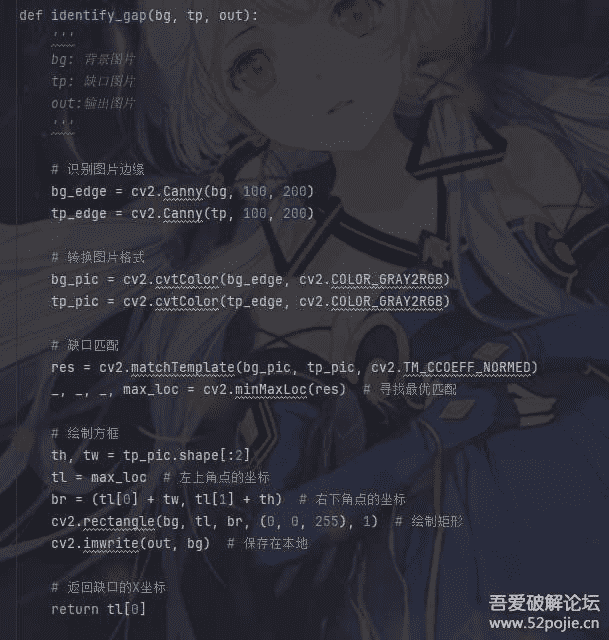 def identify_gap(bg, tp, out):
    '''
    bg: 背景图片
    tp: 缺口图片
    out:输出图片
    '''
    # 识别图片边缘
    bg_edge = cv2.Canny(bg, 100, 200)
    tp_edge = cv2.Canny(tp, 100, 200)
    # 转换图片格式
    bg_pic = cv2.cvtColor(bg_edge, cv2.COLOR_GRAY2RGB)
    tp_pic = cv2.cvtColor(tp_edge, cv2.COLOR_GRAY2RGB)
    # 缺口匹配
    res = cv2.matchTemplate(bg_pic, tp_pic, cv2.TM_CCOEFF_NORMED)
    _, _, _, max_loc = cv2.minMaxLoc(res)  # 寻找最优匹配
    # 绘制方框
    th, tw = tp_pic.shape[:2]
    tl = max_loc  # 左上角点的坐标
    br = (tl[0] + tw, tl[1] + th)  # 右下角点的坐标
    cv2.rectangle(bg, tl, br, (0, 0, 255), 1)  # 绘制矩形
    cv2.imwrite(out, bg)  # 保存在本地
    # 返回缺口的X坐标
    return tl[0]
吾爱破解论坛
www.52pojie.cn